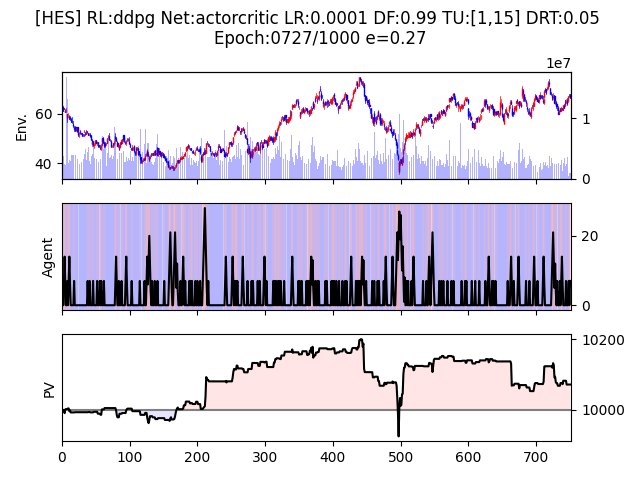 [HES] RL:ddpg Net:actorcritic LR:0.0001 DF:0.99 TU:[1,15] DRT:0.05
Epoch:0727/1000 e=0.27
1e7
Env.
60
40
1
0
Agent
20
0
PV
10200
10000
0 100 200 300 400 500 600 700